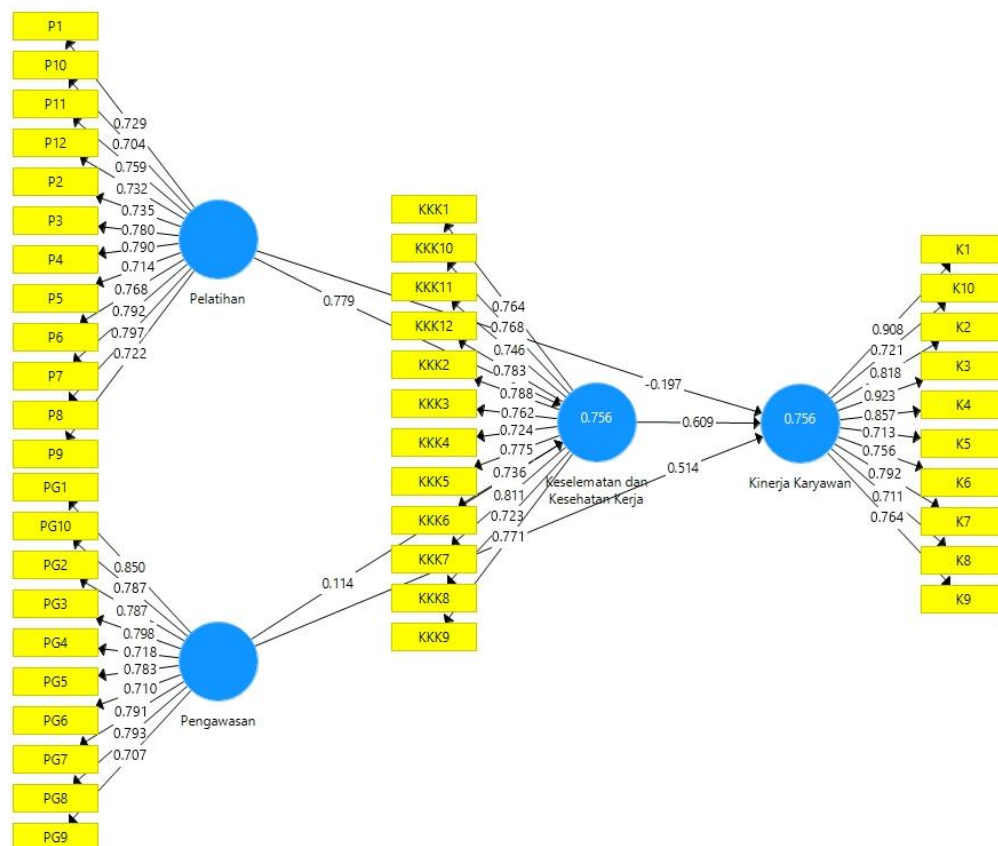 P1
P10
P11
P12
P2
P3
P4
P5
P6
P7
P8
P9
0.729
0.704
0.759
0.732
0.735
0.780
0.790
0.714
0.768
0.792
0.797
0.722
Pelatihan
PG1
PG10
PG2
PG3
PG4
PG5
PG6
PG7
PG8
PG9
0.850
0.787
0.787
0.798
0.718
0.783
0.710
0.791
0.793
0.707
Pengawasan
0.779
-0.197
0.114
0.514
0.609
KKK1
KKK10
KKK11
KKK12
KKK2
KKK3
KKK4
KKK5
KKK6
KKK7
KKK8
KKK9
0.764
0.768
0.746
0.783
0.788
0.762
0.724
0.775
0.736
0.811
0.723
0.771
0.756
Keselematan dan
Kesehatan Kerja
0.756
Kinerja Karyawan
0.908
0.721
0.818
0.923
0.857
0.713
0.756
0.792
0.711
0.764
K1
K10
K2
K3
K4
K5
K6
K7
K8
K9